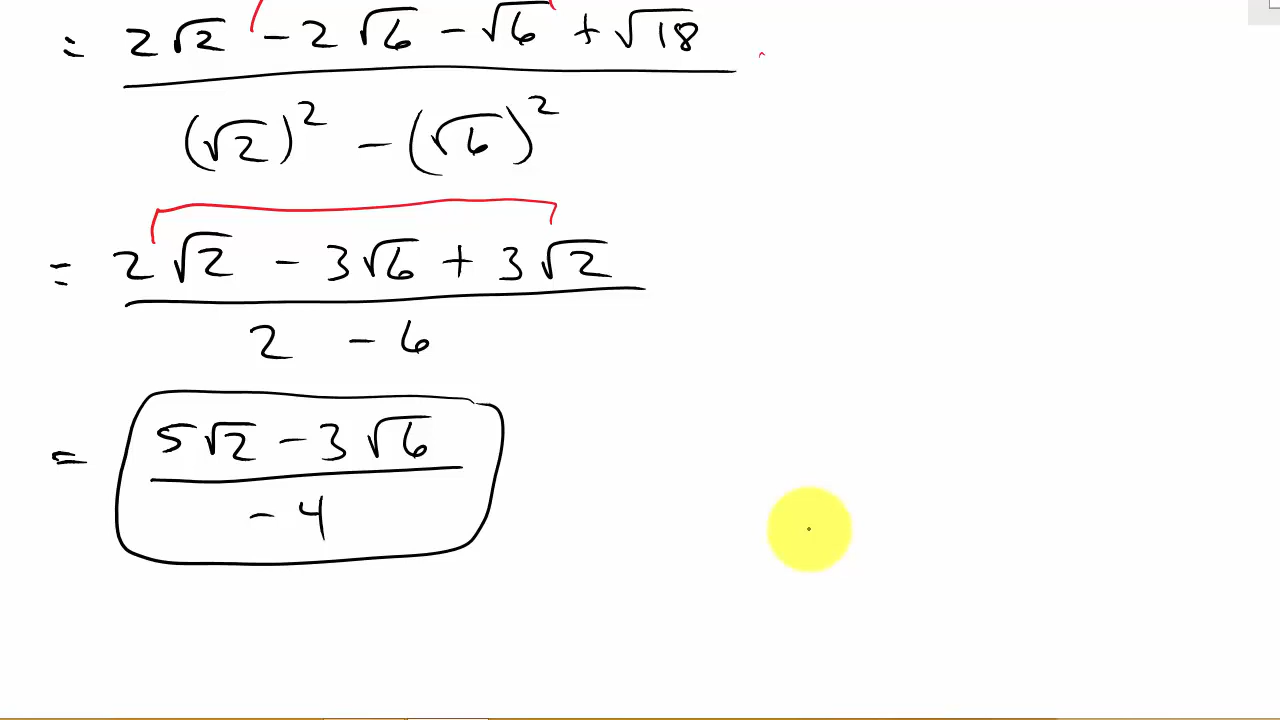 = 2√2 - 2√6 - √6 + √18
(√2)² - (√6)²
= 2√2 - 3√6 + 3√2
2 - 6
= 5√2 - 3√6
- 4